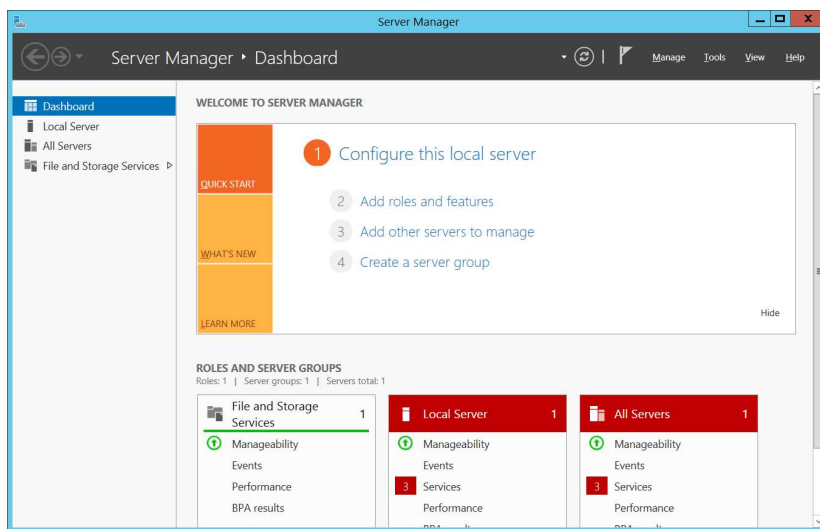 Server Manager
Server Manager • Dashboard
Manage Tools View Help
Dashboard
Local Server
All Servers
File and Storage Services
WELCOME TO SERVER MANAGER
QUICK START
WHAT'S NEW
LEARN MORE
1 Configure this local server
2 Add roles and features
3 Add other servers to manage
4 Create a server group
Hide
ROLES AND SERVER GROUPS
Roles: 1 | Server groups: 1 | Servers total: 1
File and Storage Services 1
Manageability
Events
Performance
BPA results
Local Server 1
Manageability
Events
3 Services
Performance
All Servers 1
Manageability
Events
3 Services
Performance